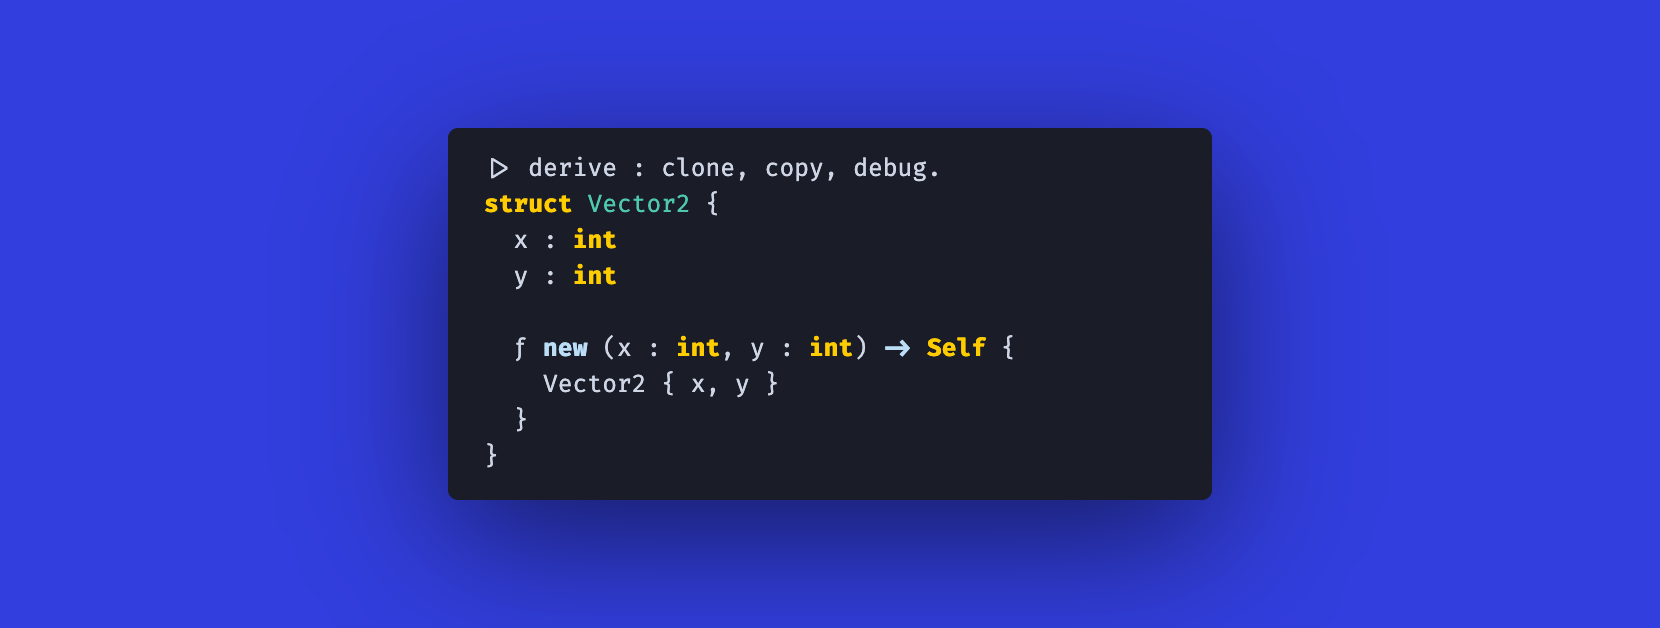 ▷ derive : clone, copy, debug.
struct Vector2 {
  x : int
  y : int

  ƒ new (x : int, y : int) → Self {
    Vector2 { x, y }
  }
}